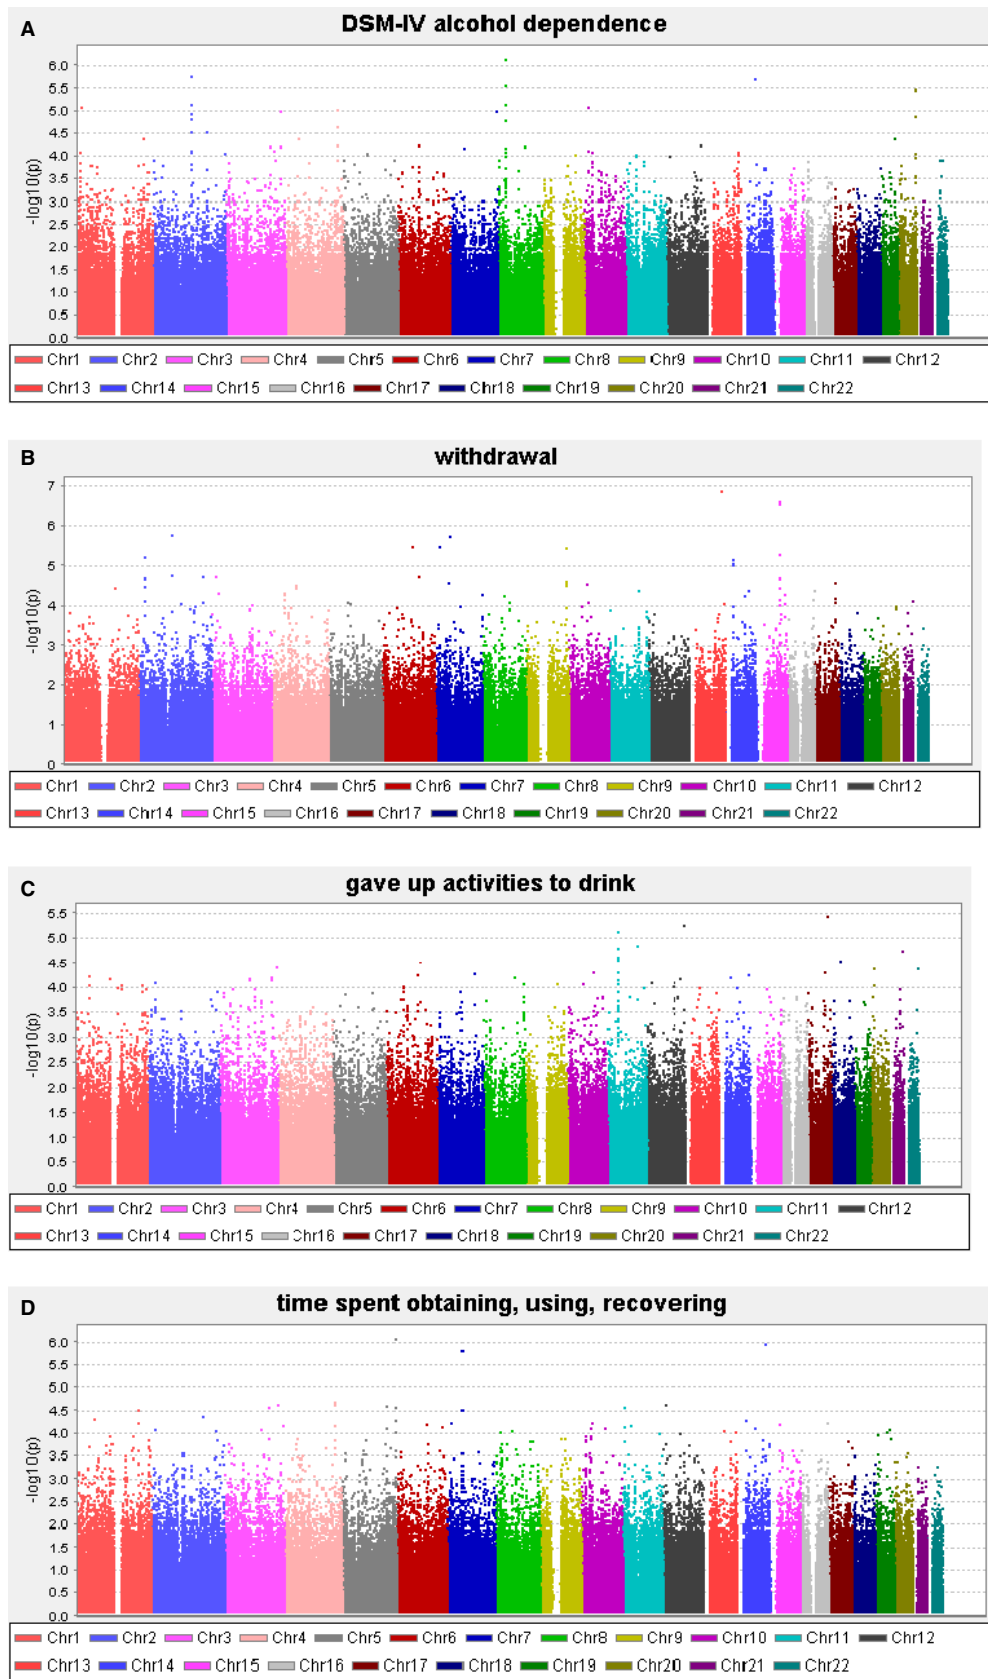 A DSM-IV alcohol dependence
6.0
5.5
5.0
4.5
4.0
3.5
3.0
2.5
2.0
1.5
1.0
0.5
0.0
-log10(p)
Chr1 Chr2 Chr3 Chr4 Chr5 Chr6 Chr7 Chr8 Chr9 Chr10 Chr11 Chr12
Chr13 Chr14 Chr15 Chr16 Chr17 Chr18 Chr19 Chr20 Chr21 Chr22
B withdrawal
7
6
5
4
3
2
1
0
-log10(p)
Chr1 Chr2 Chr3 Chr4 Chr5 Chr6 Chr7 Chr8 Chr9 Chr10 Chr11 Chr12
Chr13 Chr14 Chr15 Chr16 Chr17 Chr18 Chr19 Chr20 Chr21 Chr22
C gave up activities to drink
5.5
5.0
4.5
4.0
3.5
3.0
2.5
2.0
1.5
1.0
0.5
0.0
-log10(p)
Chr1 Chr2 Chr3 Chr4 Chr5 Chr6 Chr7 Chr8 Chr9 Chr10 Chr11 Chr12
Chr13 Chr14 Chr15 Chr16 Chr17 Chr18 Chr19 Chr20 Chr21 Chr22
D time spent obtaining, using, recovering
6.0
5.5
5.0
4.5
4.0
3.5
3.0
2.5
2.0
1.5
1.0
0.5
0.0
-log10(p)
Chr1 Chr2 Chr3 Chr4 Chr5 Chr6 Chr7 Chr8 Chr9 Chr10 Chr11 Chr12
Chr13 Chr14 Chr15 Chr16 Chr17 Chr18 Chr19 Chr20 Chr21 Chr22